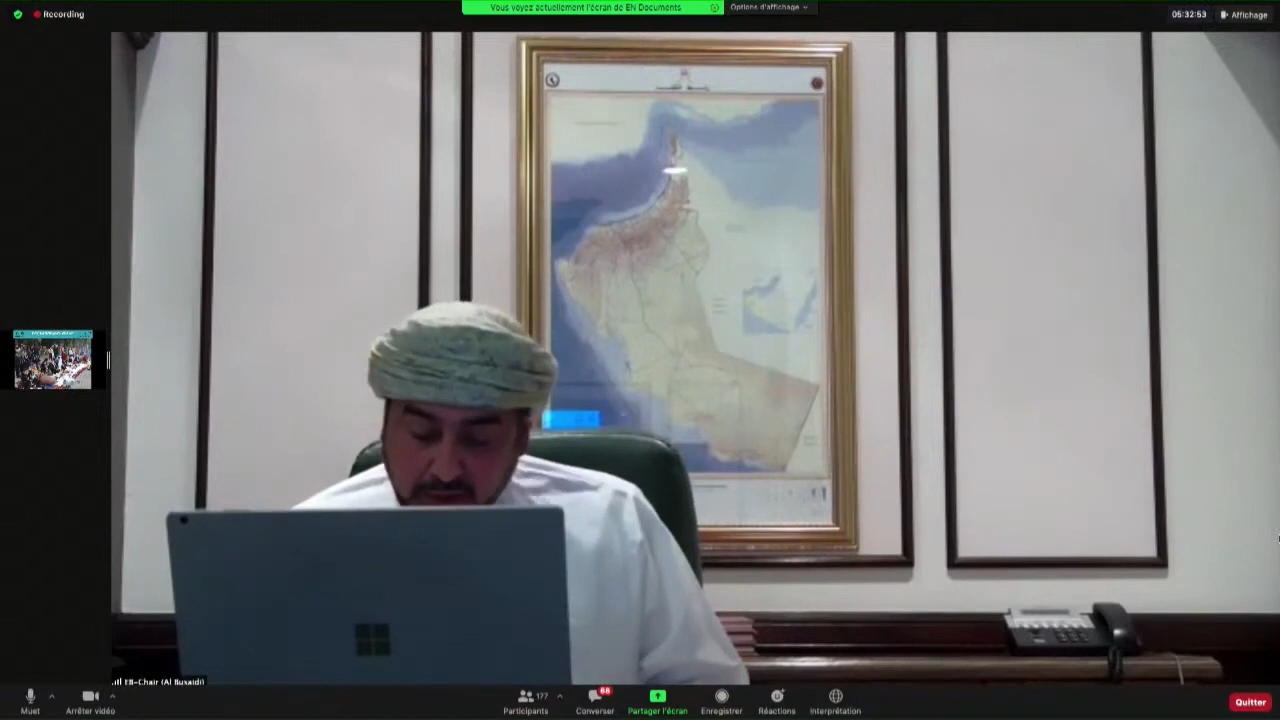 Recording
Vous voyez actuellement l'écran de EN Documents
Options d'affichage
05:32:53
Affichage
EB-Chair (Al Busaidi)
Muet
Arrêter vidéo
177
Participants
68
Converser
Partager l'écran
Enregistrer
Réactions
Interprétation
Quitter